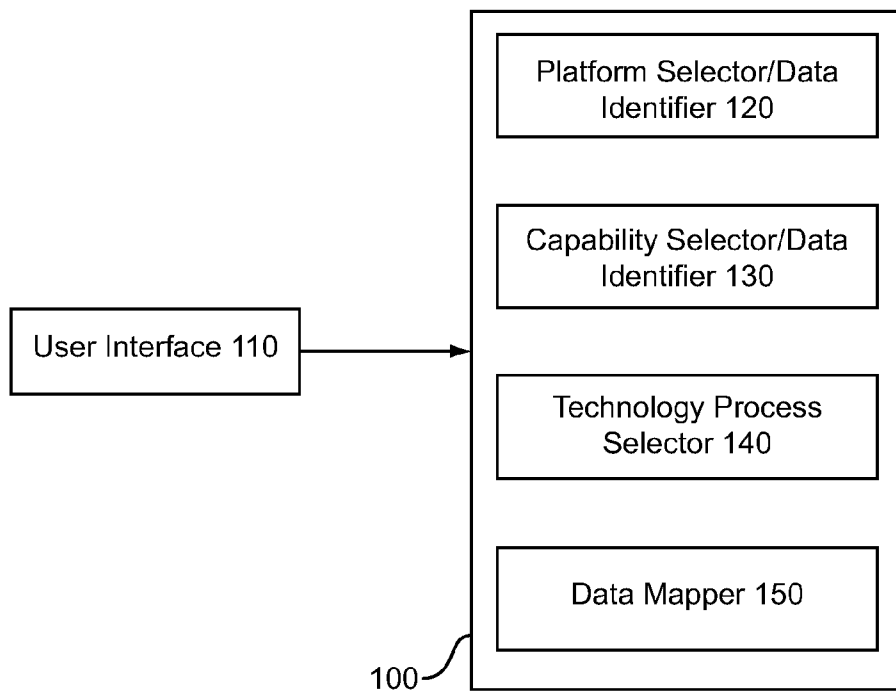 Platform Selector/Data
Identifier 120
Capability Selector/Data
Identifier 130
User Interface 110
Technology Process
Selector 140
Data Mapper 150
100